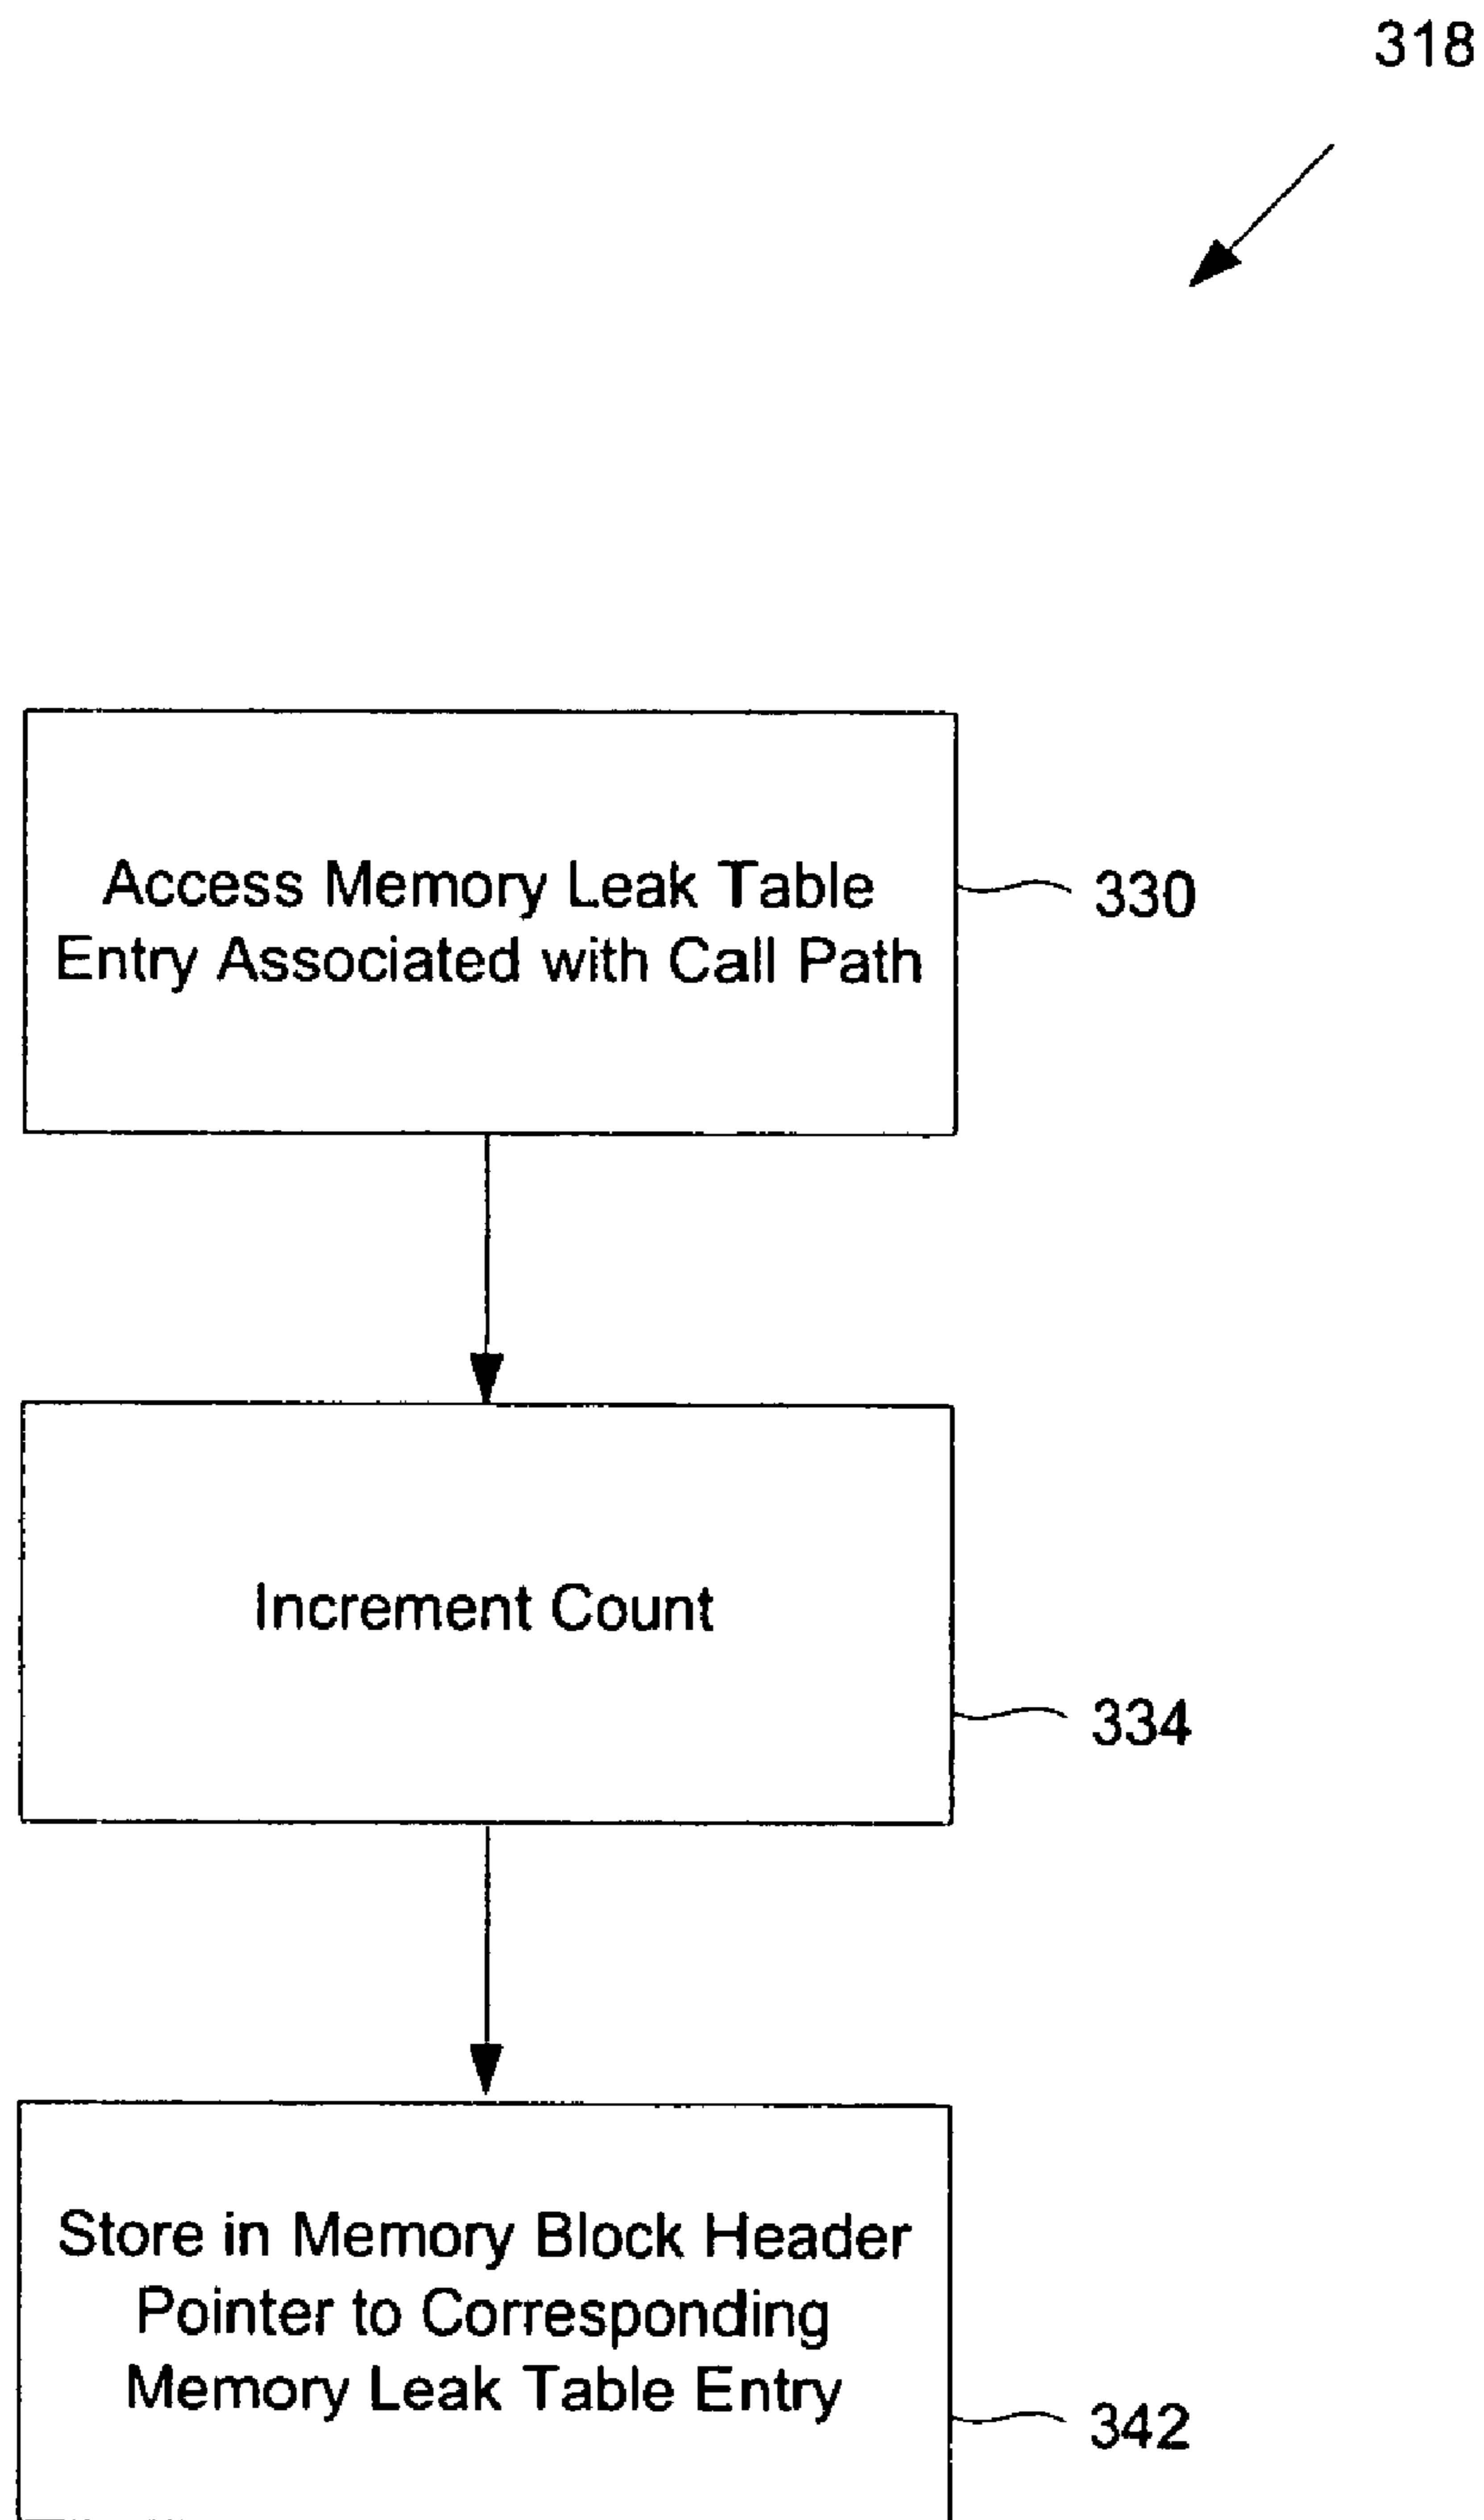 318
Access Memory Leak Table
Entry Associated with Call Path
330
Increment Count
334
Store in Memory Block Header
Pointer to Corresponding
Memory Leak Table Entry
342